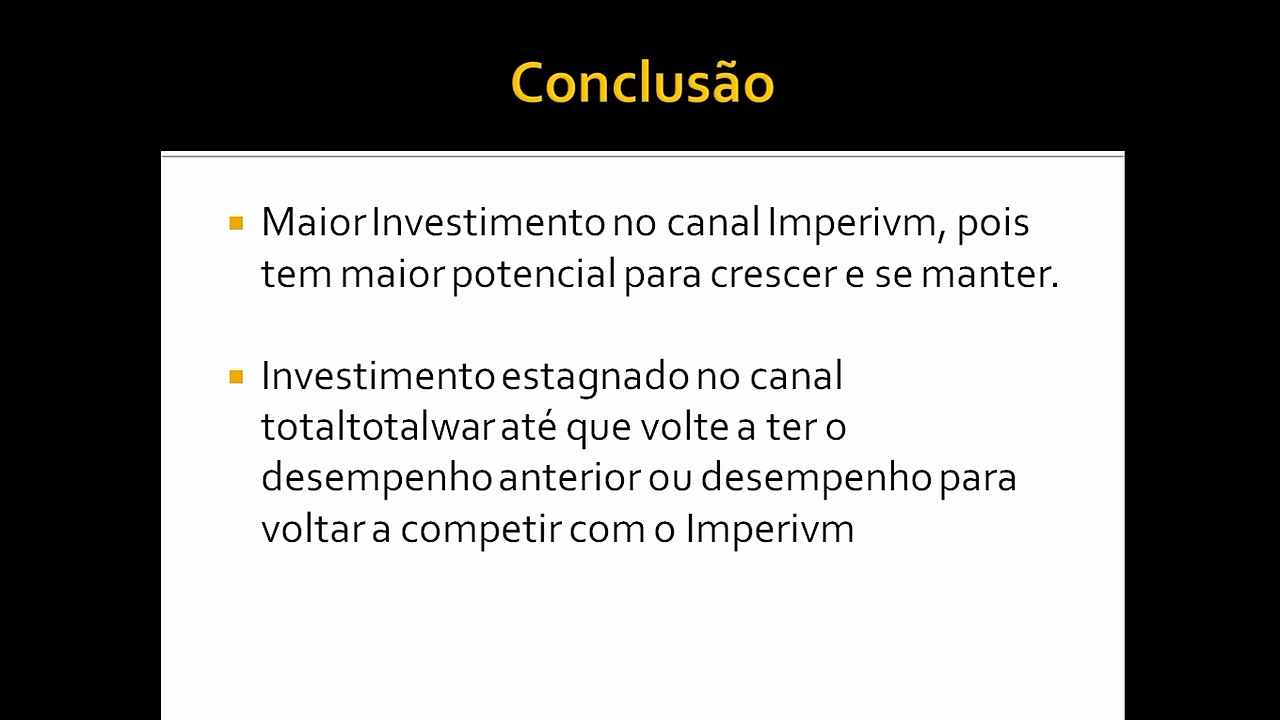 Conclusão
Maior Investimento no canal Imperivm, pois
tem maior potencial para crescer e se manter.
Investimento estagnado no canal
totaltotalwar até que volte a ter o
desempenho anterior ou desempenho para
voltar a competir com o Imperivm